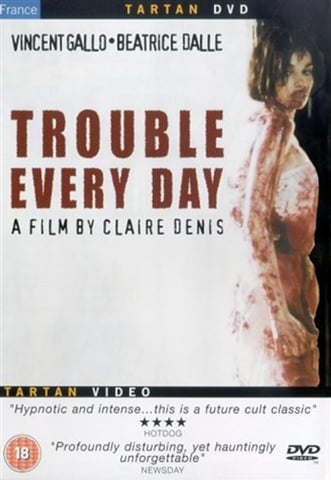 France
TARTAN DVD
VINCENT GALLO · BEATRICE DALLE
TROUBLE
EVERY DAY
A FILM BY CLAIRE DENIS
TARTAN VIDEO
"Hypnotic and intense...this is a future cult classic"
★★★★
HOTDOG
"Profoundly disturbing, yet hauntingly
unforgettable"
NEWSDAY
18
DVD
VIDEO